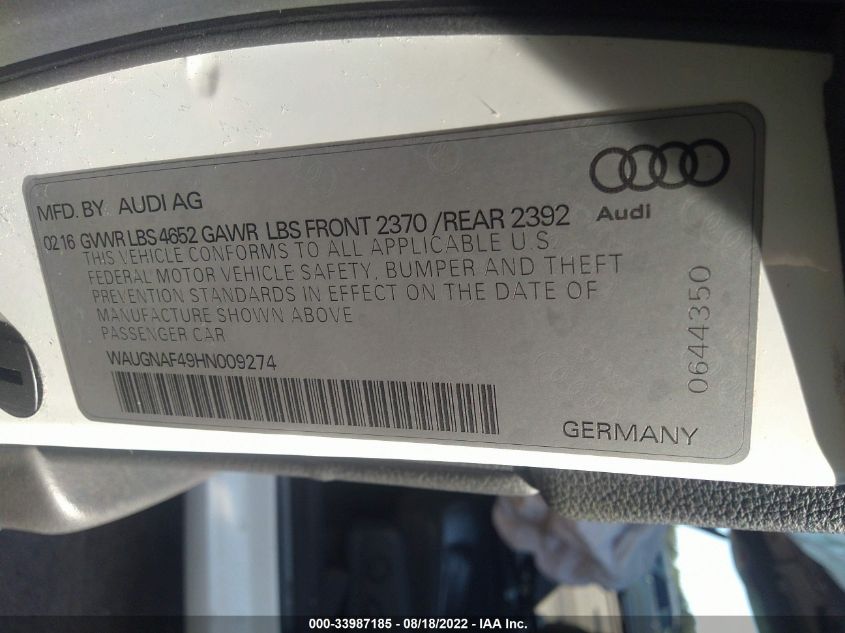 MFD. BY AUDI AG
Audi
0216 GVWR LBS 4652 GAWR LBS FRONT 2370 / REAR 2392
THIS VEHICLE CONFORMS TO ALL APPLICABLE U.S.
FEDERAL MOTOR VEHICLE SAFETY, BUMPER AND THEFT
PREVENTION STANDARDS IN EFFECT ON THE DATE OF
MANUFACTURE SHOWN ABOVE
PASSENGER CAR
WAUGNAF49HN009274
GERMANY
0644350
000-33987185 - 08/18/2022 - IAA Inc.